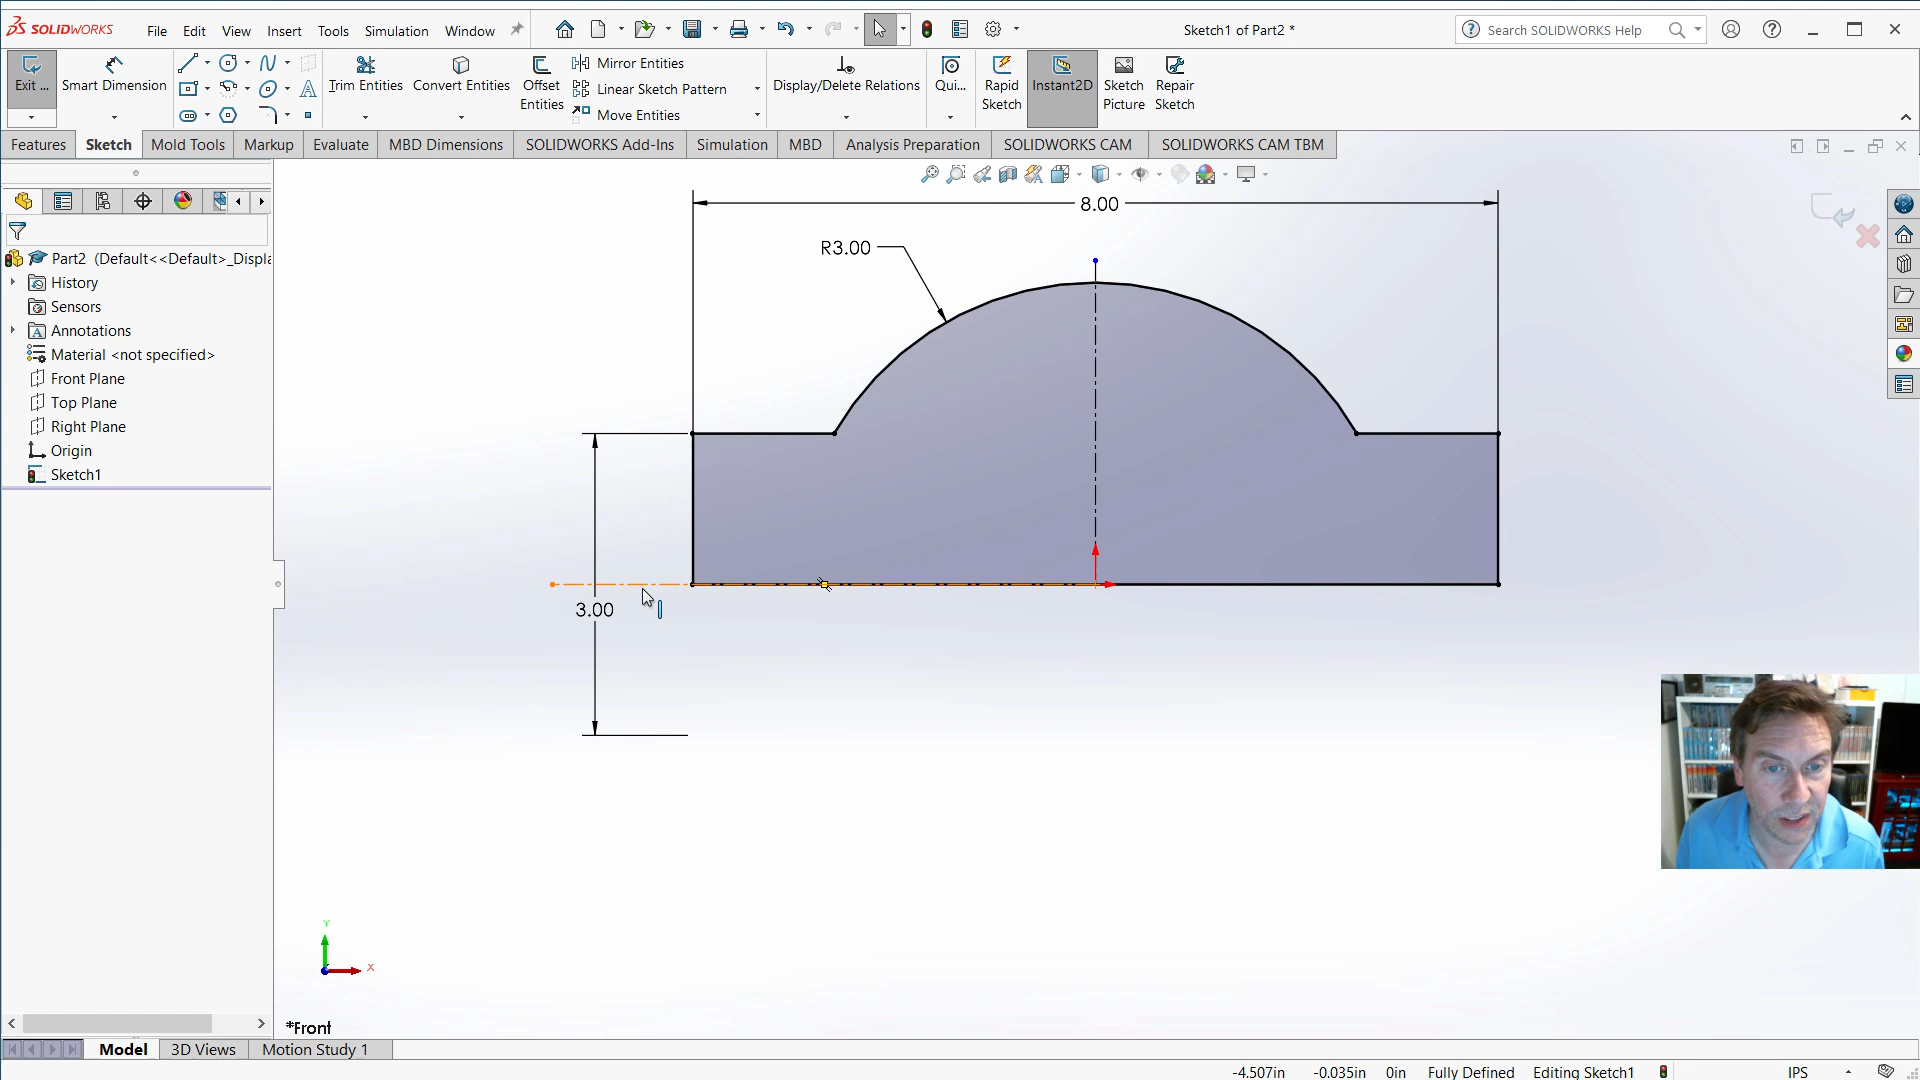 SOLIDWORKS File Edit View Insert Tools Simulation Window Sketch1 of Part2 * Search SOLIDWORKS Help
Exit ... Smart Dimension Trim Entities Convert Entities Offset Entities Mirror Entities Linear Sketch Pattern Move Entities Display/Delete Relations Qui... Rapid Sketch Instant2D Sketch Picture Repair Sketch
Features Sketch Mold Tools Markup Evaluate MBD Dimensions SOLIDWORKS Add-Ins Simulation MBD Analysis Preparation SOLIDWORKS CAM SOLIDWORKS CAM TBM
Part2 (Default<<Default>_Displa
History
Sensors
Annotations
Material <not specified>
Front Plane
Top Plane
Right Plane
Origin
Sketch1
8.00
R3.00
3.00
Y
X
*Front
Model 3D Views Motion Study 1
-4.507in -0.035in 0in Fully Defined Editing Sketch1 IPS